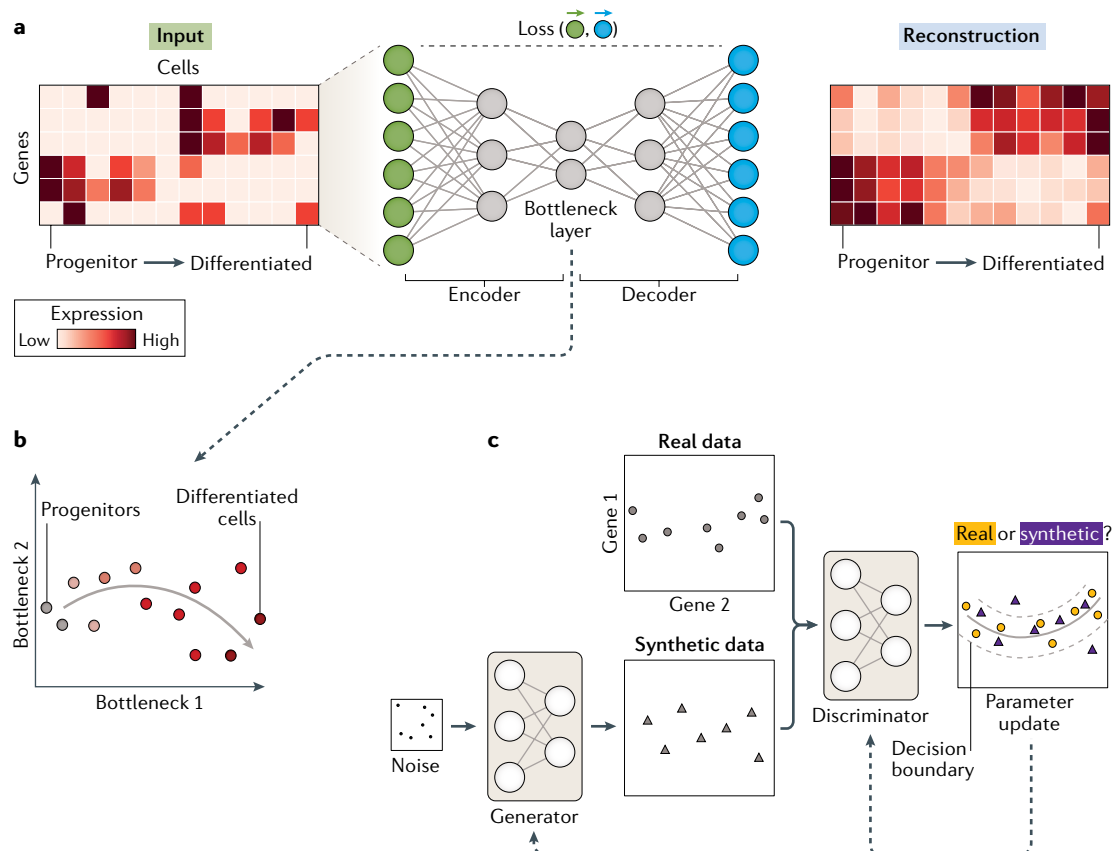 a
Input
Cells
Genes
Progenitor
Differentiated
Expression
Low
High
Loss ( , )
Bottleneck
layer
Encoder
Decoder
Reconstruction
Progenitor
Differentiated
b
Progenitors
Differentiated
cells
Bottleneck 2
Bottleneck 1
c
Real data
Gene 1
Gene 2
Synthetic data
Noise
Generator
Discriminator
Real or synthetic?
Decision
boundary
Parameter
update